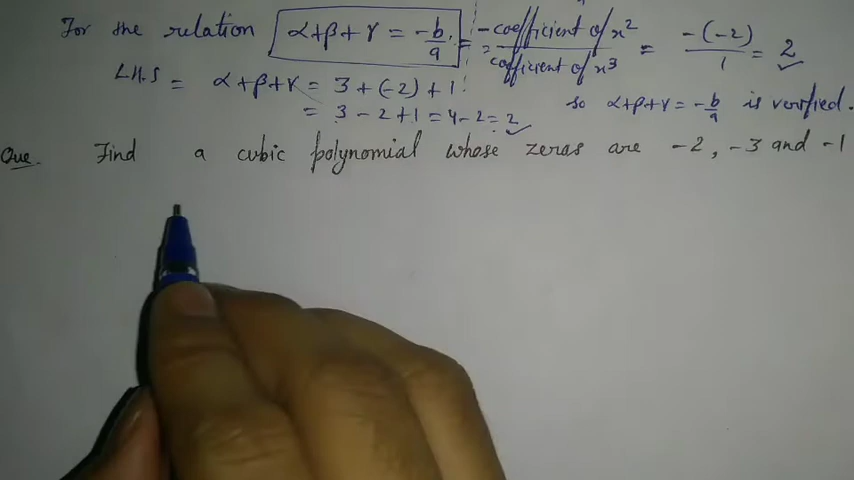 For the relation α+β+γ = -b/a = -coefficient of x² / cofficient of x³ = -(-2)/1 = 2 ✓
LHS = α+β+γ = 3 + (-2) + 1
= 3 - 2 + 1 = 4 - 2 = 2 ✓ so α+β+γ = -b/a is verified.
Que. Find a cubic polynomial whose zeros are -2, -3 and -1